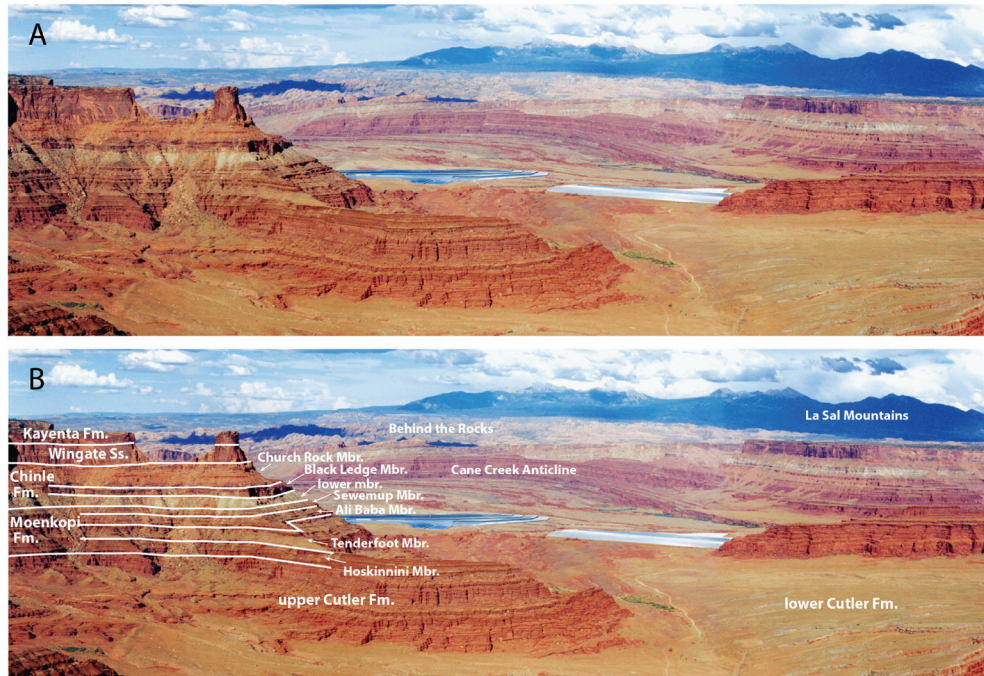 A
B
La Sal Mountains
Behind the Rocks
Kayenta Fm.
Wingate Ss.
Church Rock Mbr.
Black Ledge Mbr.
Cane Creek Anticline
Chinle
Fm.
lower mbr.
Sewemup Mbr.
Ali Baba Mbr.
Moenkopi
Fm.
Tenderfoot Mbr.
Hoskinnini Mbr.
upper Cutler Fm.
lower Cutler Fm.